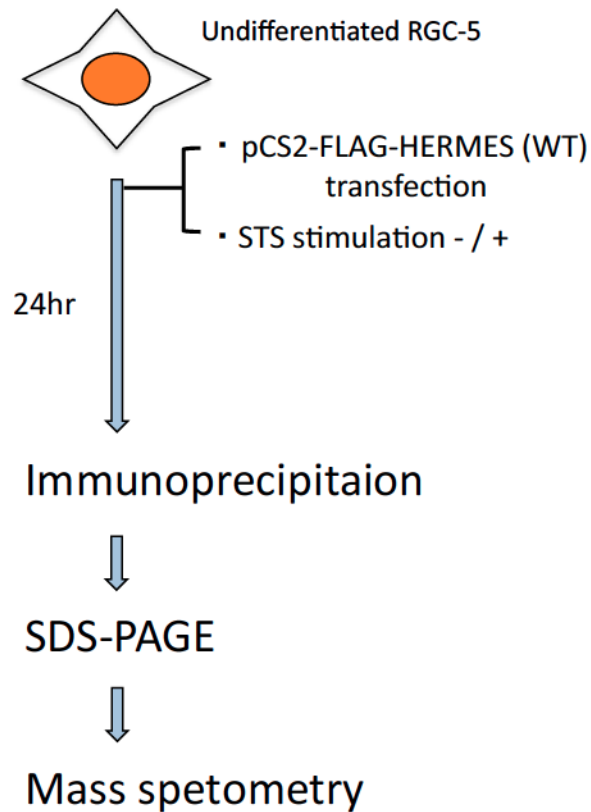 Undifferentiated RGC-5
・pCS2-FLAG-HERMES (WT)
transfection
・STS stimulation - / +
24hr
Immunoprecipitaion
SDS-PAGE
Mass spetometry